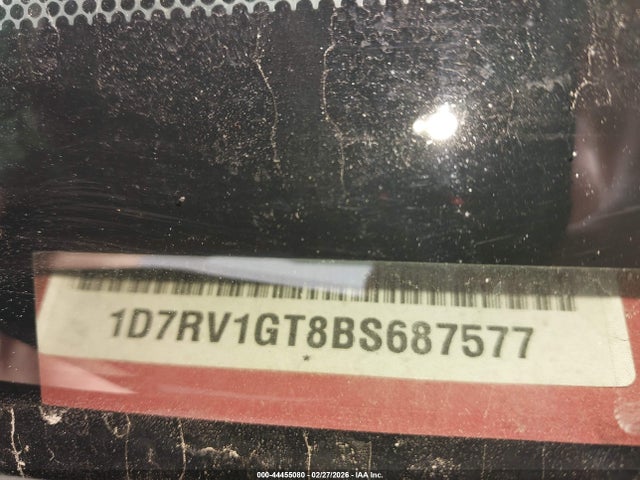 1D7RV1GT8BS687577
*
000-44455080 - 02/27/2026 - IAA Inc.